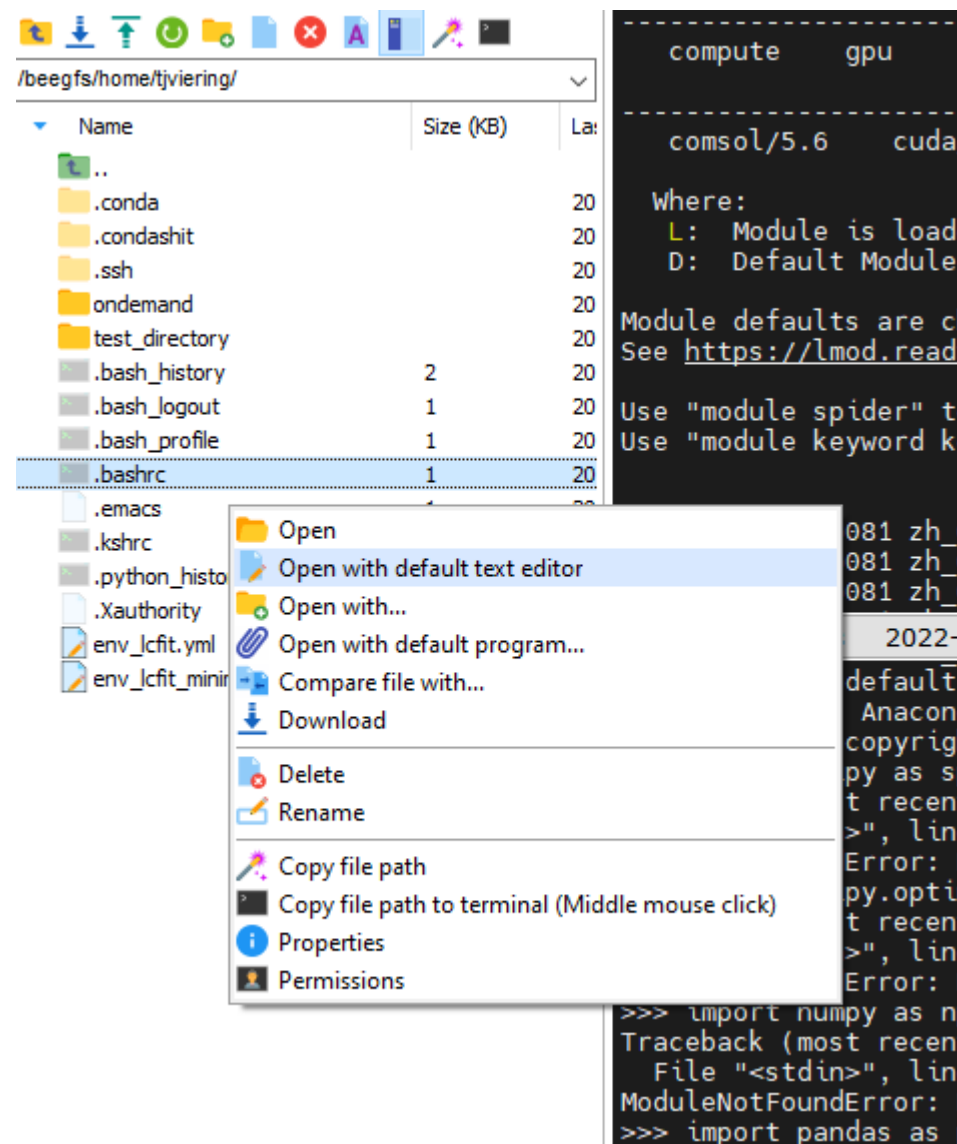 /beegfs/home/tjviering/
Name Size (KB) Las
..
.conda 20
.condashit 20
.ssh 20
ondemand 20
test_directory 20
.bash_history 2 20
.bash_logout 1 20
.bash_profile 1 20
.bashrc 1 20
.emacs
.kshrc
.python_histo
.Xauthority
env_lcfit.yml
env_lcfit_minir
Open
Open with default text editor
Open with...
Open with default program...
Compare file with...
Download
Delete
Rename
Copy file path
Copy file path to terminal (Middle mouse click)
Properties
Permissions
compute gpu
comsol/5.6 cuda
Where:
L: Module is load
D: Default Module
Module defaults are c
See https://lmod.read
Use "module spider" t
Use "module keyword k
081 zh_
081 zh_
081 zh_
2022-
default
Anacon
copyrig
py as s
t recen
>", lin
Error:
py.opti
t recen
>", lin
Error:
>>> import numpy as n
Traceback (most recen
File "<stdin>", lin
ModuleNotFoundError:
>>> import pandas as